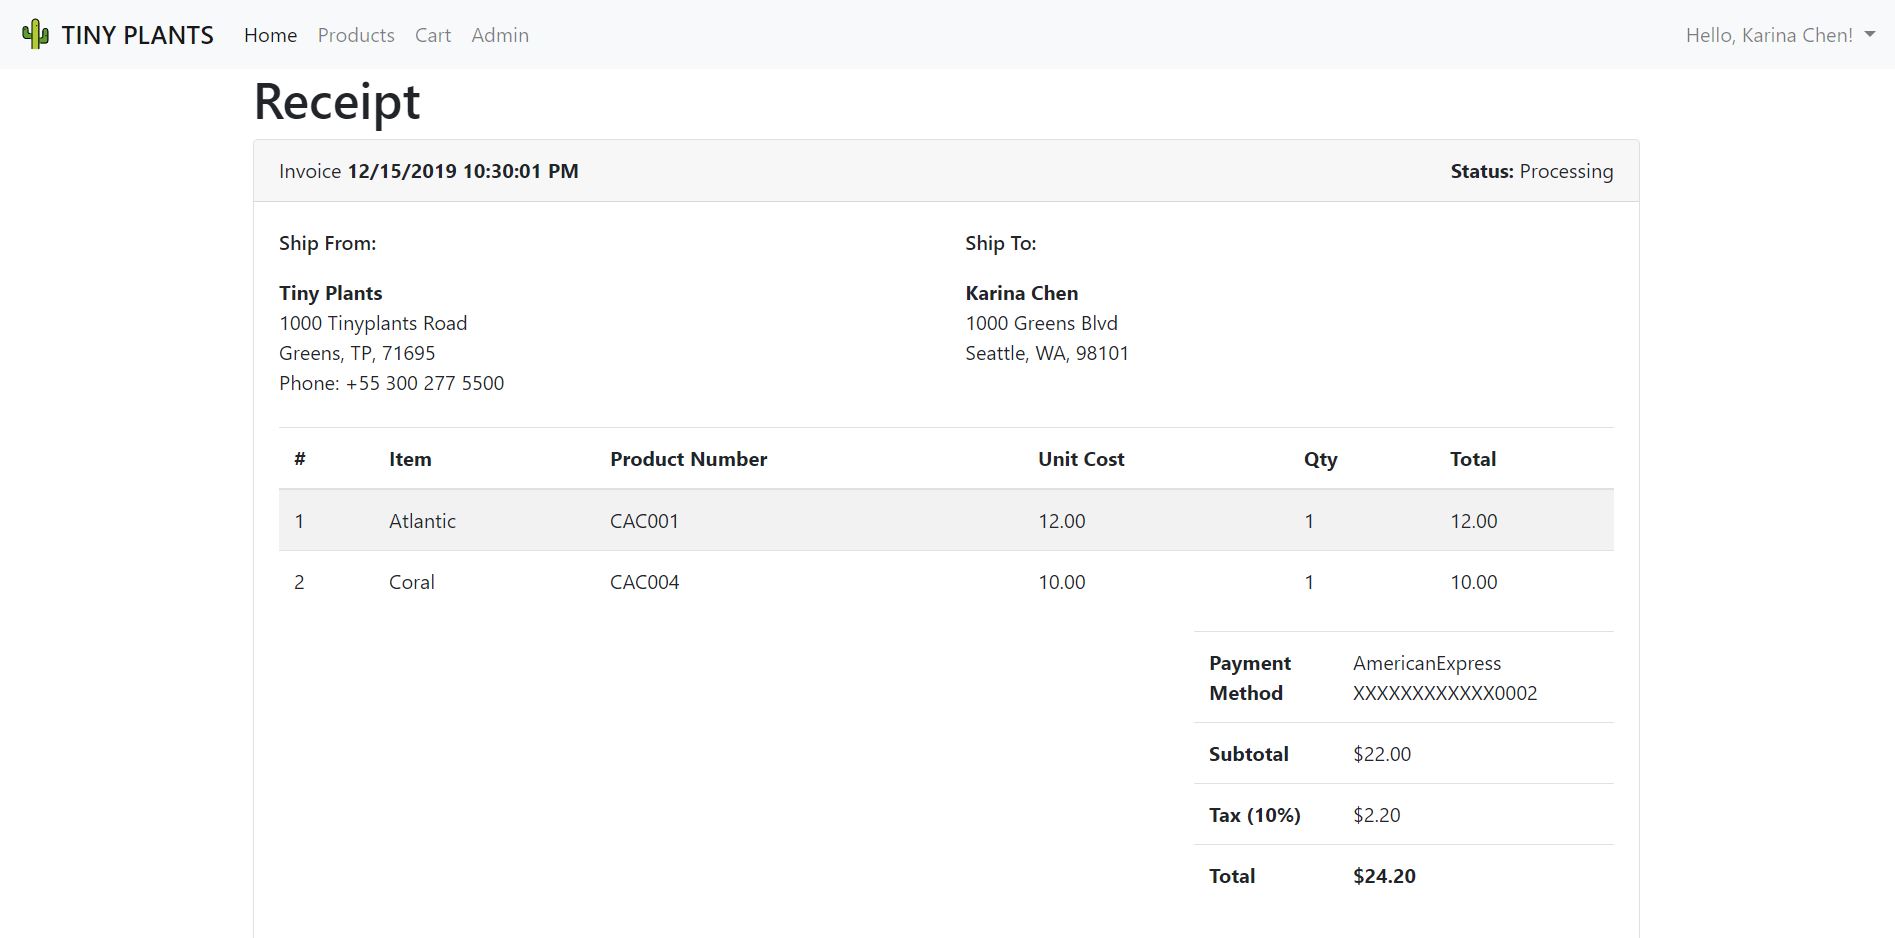 TINY PLANTS Home Products Cart Admin Hello, Karina Chen!
Receipt
Invoice 12/15/2019 10:30:01 PM Status: Processing
Ship From: Ship To:
Tiny Plants Karina Chen
1000 Tinyplants Road 1000 Greens Blvd
Greens, TP, 71695 Seattle, WA, 98101
Phone: +55 300 277 5500
# Item Product Number Unit Cost Qty Total
1 Atlantic CAC001 12.00 1 12.00
2 Coral CAC004 10.00 1 10.00
Payment AmericanExpress
Method XXXXXXXXXXXX0002
Subtotal $22.00
Tax (10%) $2.20
Total $24.20